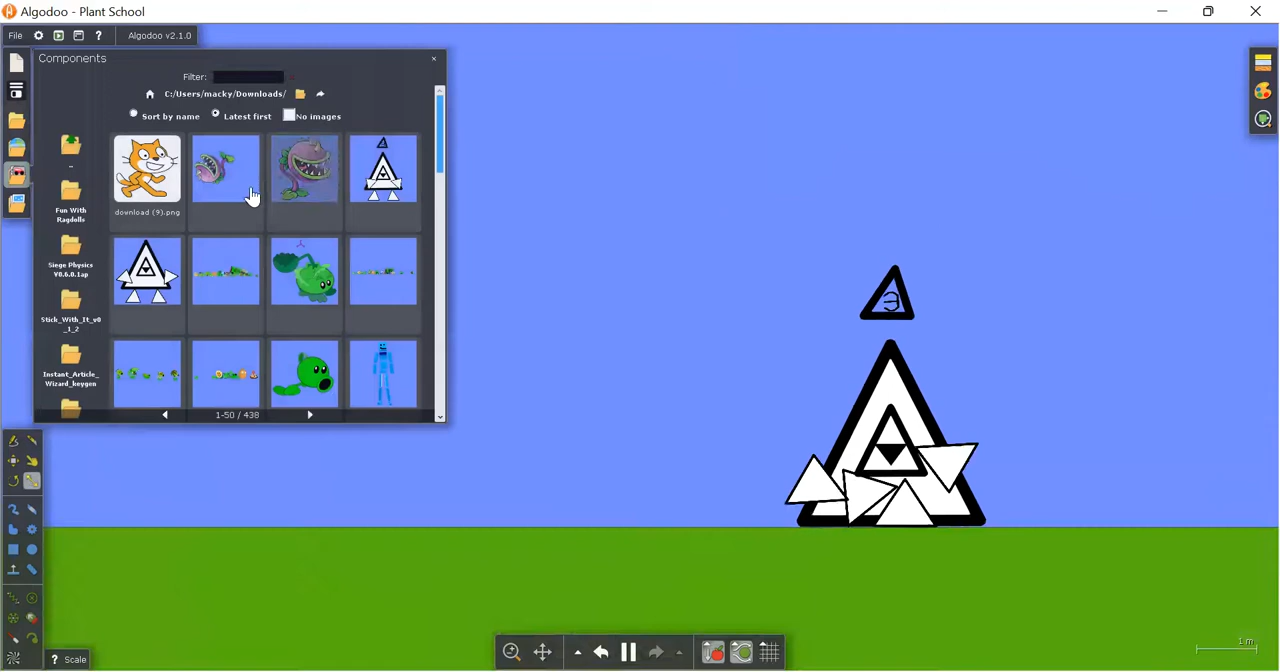 Algodoo - Plant School
File ? Algodoo v2.1.0
Components
Filter:
C:/Users/macky/Downloads/
Sort by name Latest first No images
..
Fun With
Ragdolls
Siege Physics
V0.6.0.1ap
Stick_With_It_v0
_1_2
Instant_Article_
Wizard_keygen
download (9).png
1-50 / 438
? Scale
1 m